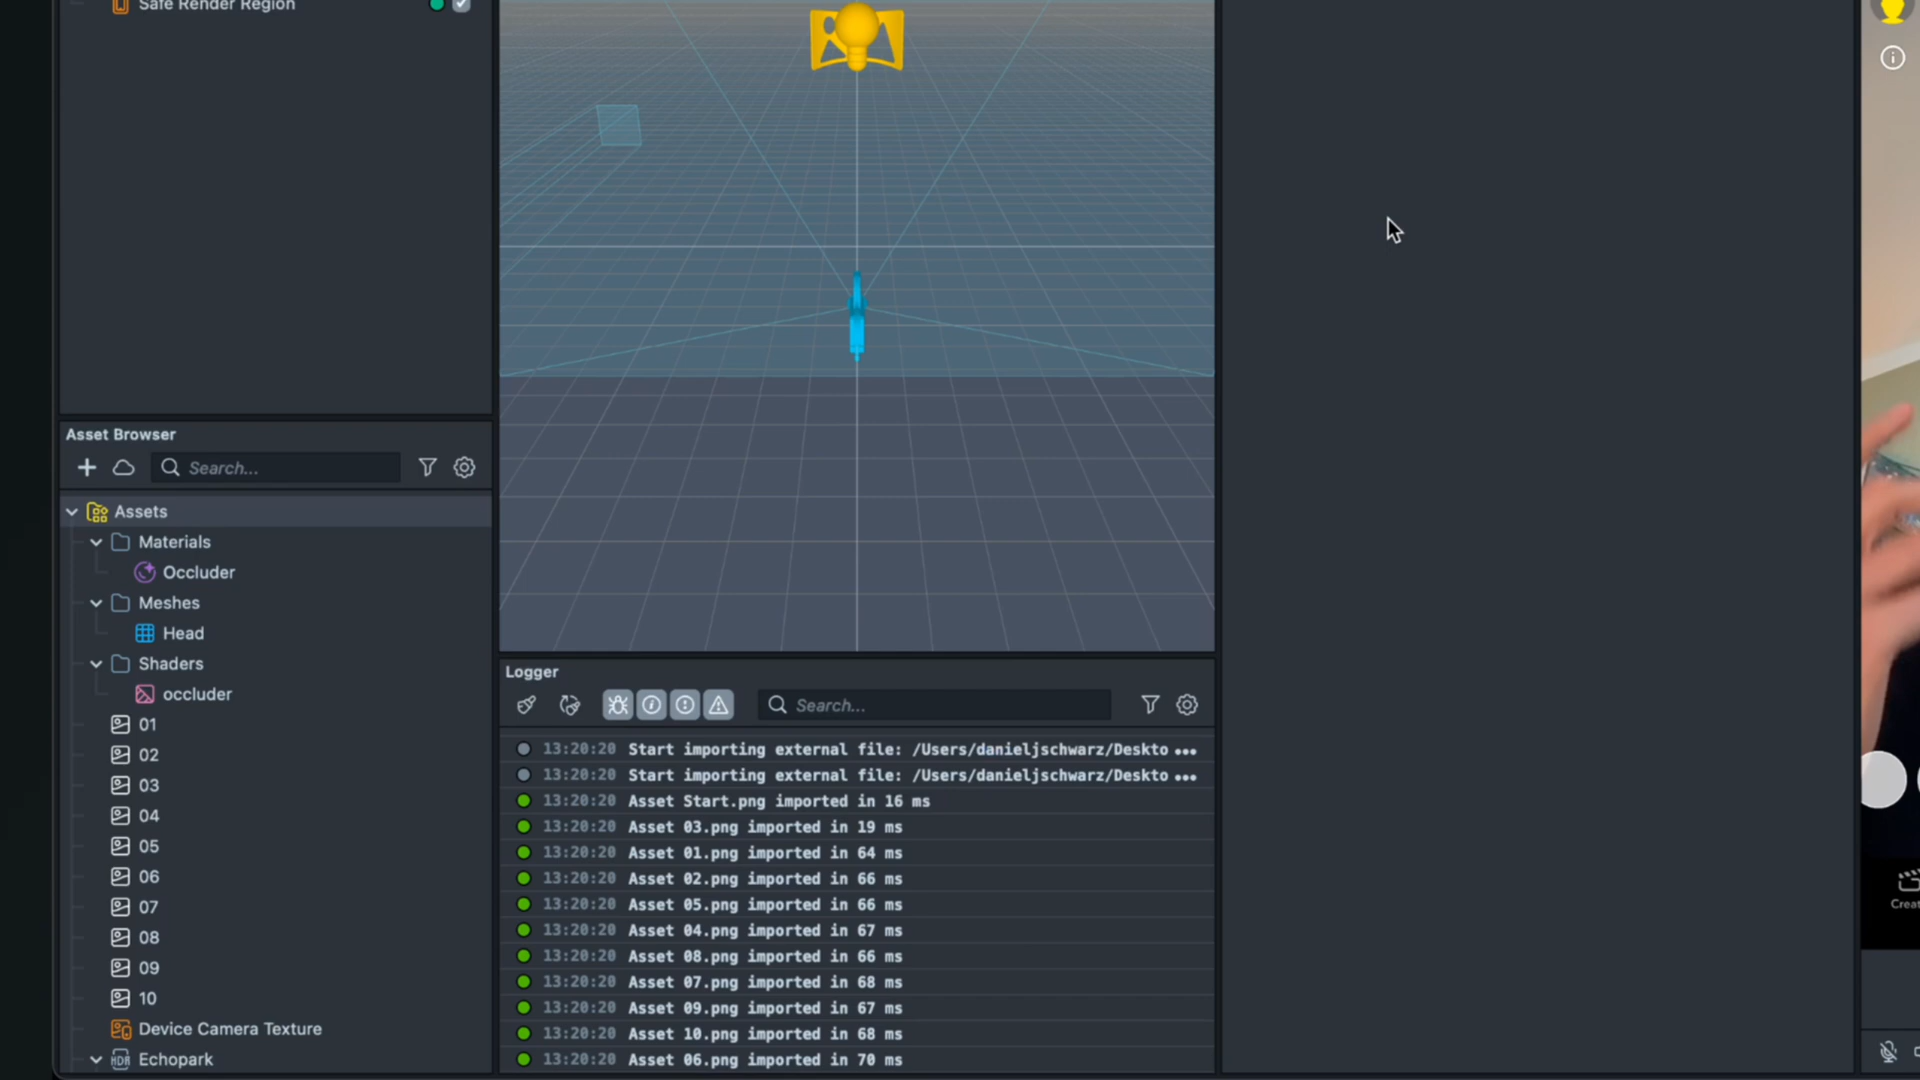 Safe Render Region
Asset Browser
Search...
Assets
Materials
Occluder
Meshes
Head
Shaders
occluder
01
02
03
04
05
06
07
08
09
10
Device Camera Texture
HDR Echopark
Logger
Search...
13:20:20 Start importing external file: /Users/danieljschwarz/Deskto •••
13:20:20 Start importing external file: /Users/danieljschwarz/Deskto •••
13:20:20 Asset Start.png imported in 16 ms
13:20:20 Asset 03.png imported in 19 ms
13:20:20 Asset 01.png imported in 64 ms
13:20:20 Asset 02.png imported in 66 ms
13:20:20 Asset 05.png imported in 66 ms
13:20:20 Asset 04.png imported in 67 ms
13:20:20 Asset 08.png imported in 66 ms
13:20:20 Asset 07.png imported in 68 ms
13:20:20 Asset 09.png imported in 67 ms
13:20:20 Asset 10.png imported in 68 ms
13:20:20 Asset 06.png imported in 70 ms
Creat